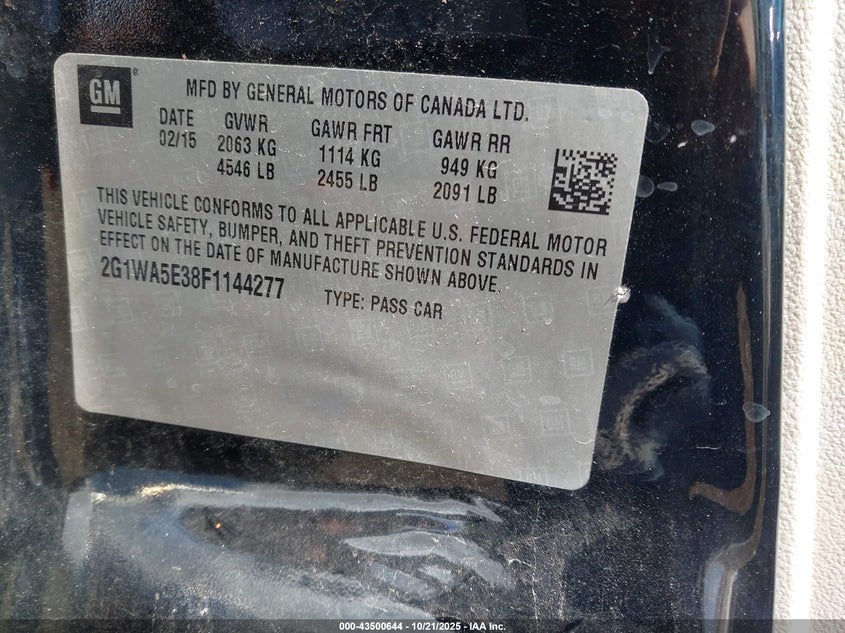 GM®
MFD BY GENERAL MOTORS OF CANADA LTD.
DATE GVWR GAWR FRT GAWR RR
02/15 2063 KG 1114 KG 949 KG
4546 LB 2455 LB 2091 LB
THIS VEHICLE CONFORMS TO ALL APPLICABLE U.S. FEDERAL MOTOR
VEHICLE SAFETY, BUMPER, AND THEFT PREVENTION STANDARDS IN
EFFECT ON THE DATE OF MANUFACTURE SHOWN ABOVE.
2G1WA5E38F1144277 TYPE: PASS CAR
000-43500644 - 10/21/2025 - IAA Inc.